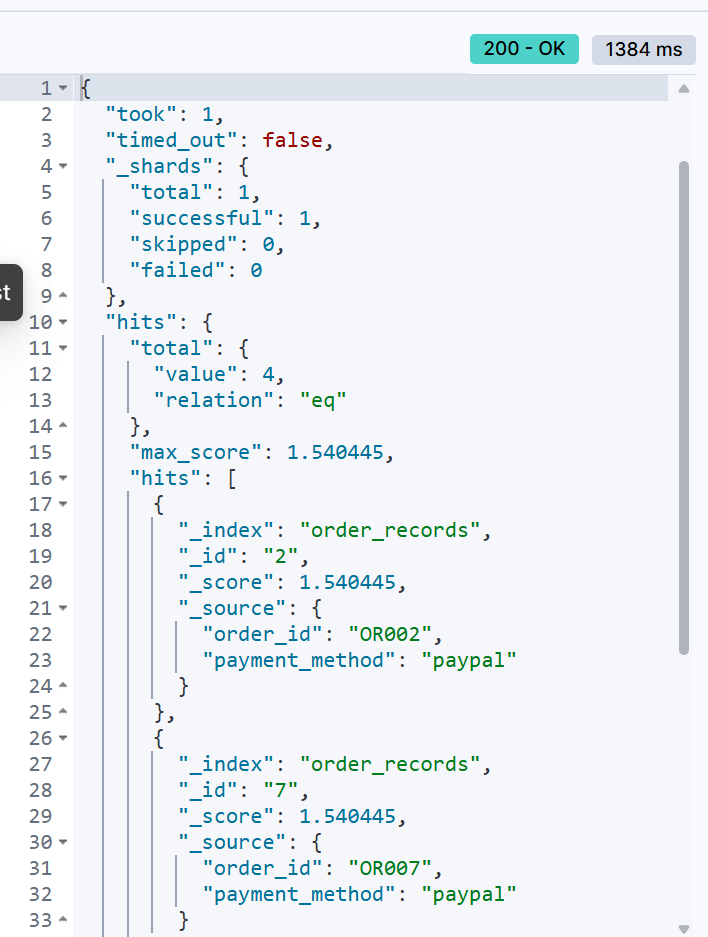 200 - OK 1384 ms
1 {
2 "took": 1,
3 "timed_out": false,
4 "_shards": {
5 "total": 1,
6 "successful": 1,
7 "skipped": 0,
8 "failed": 0
st
9 },
10 "hits": {
11 "total": {
12 "value": 4,
13 "relation": "eq"
14 },
15 "max_score": 1.540445,
16 "hits": [
17 {
18 "_index": "order_records",
19 "_id": "2",
20 "_score": 1.540445,
21 "_source": {
22 "order_id": "OR002",
23 "payment_method": "paypal"
24 }
25 },
26 {
27 "_index": "order_records",
28 "_id": "7",
29 "_score": 1.540445,
30 "_source": {
31 "order_id": "OR007",
32 "payment_method": "paypal"
33 }